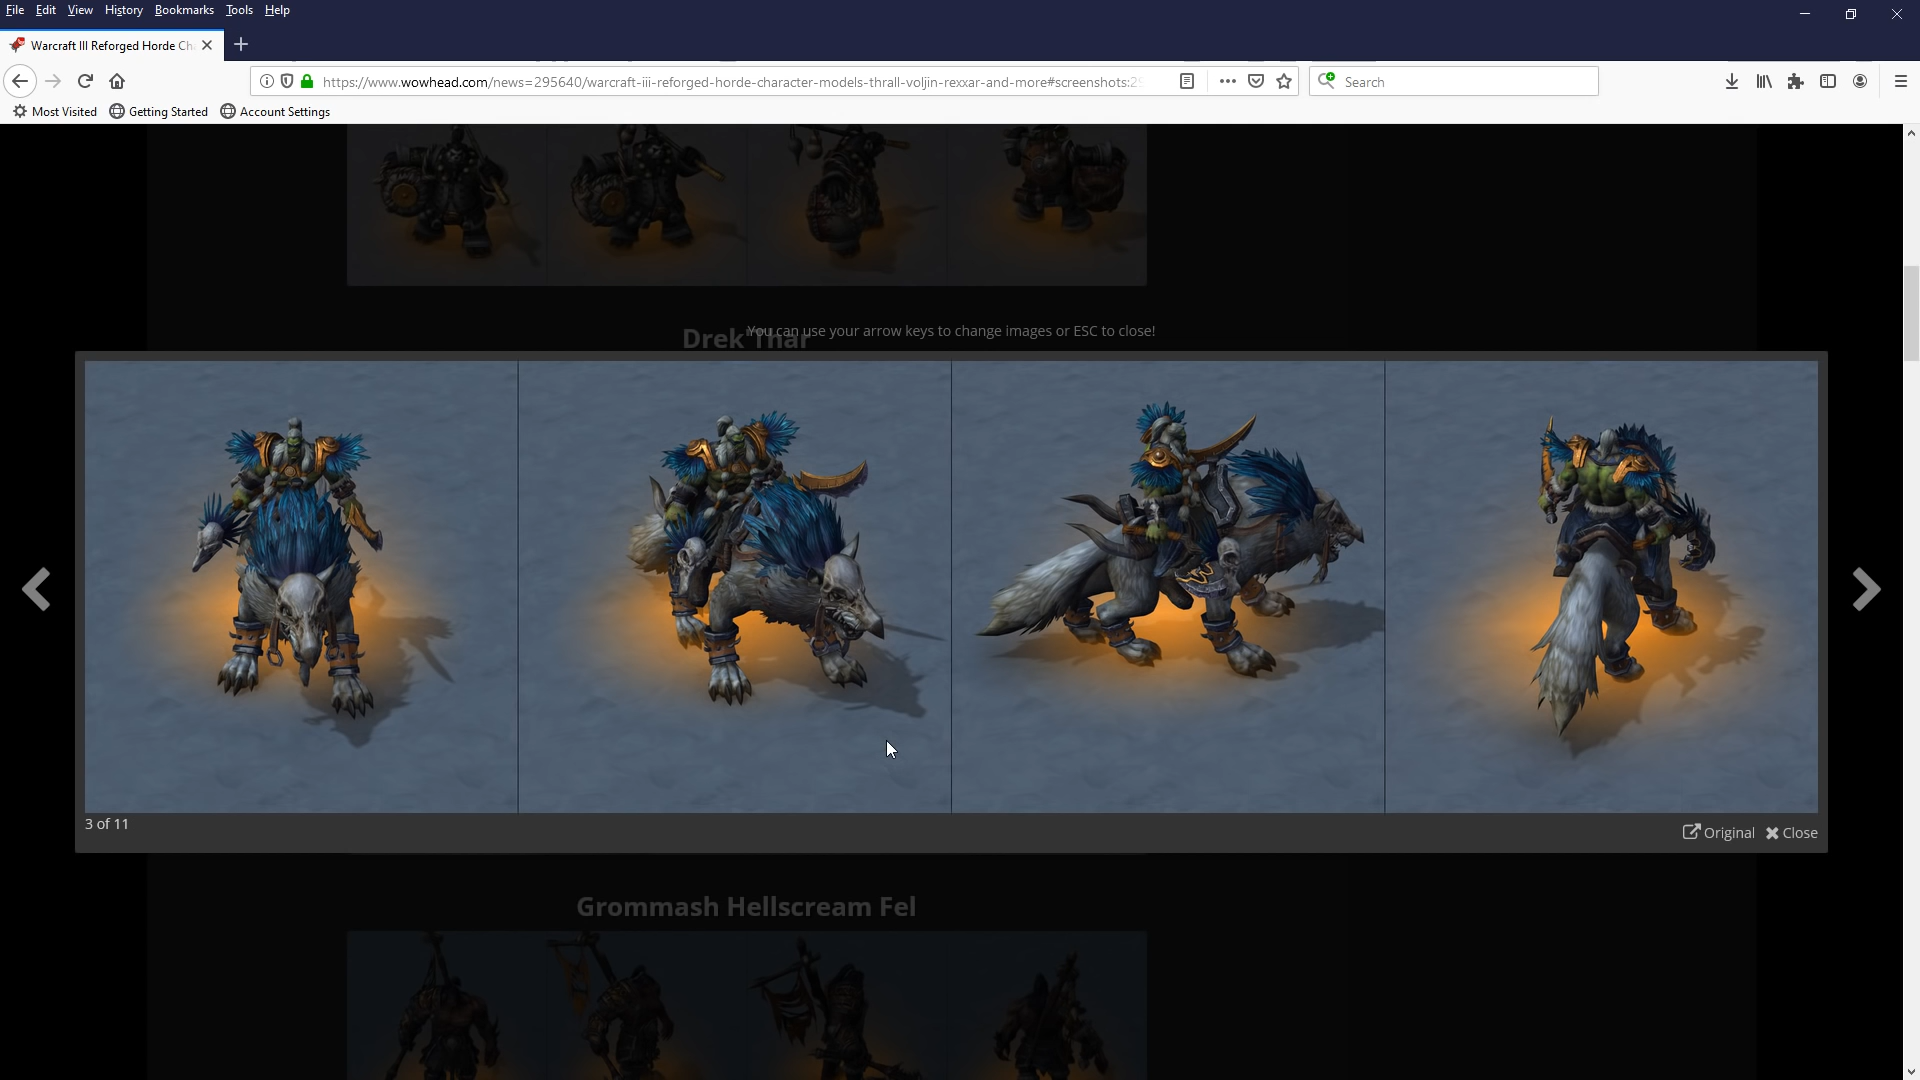 File Edit View History Bookmarks Tools Help
Warcraft III Reforged Horde Ch
https://www.wowhead.com/news=295640/warcraft-iii-reforged-horde-character-models-thrall-voljin-rexxar-and-more#screenshots:29
Search
Most Visited Getting Started Account Settings
You can use your arrow keys to change images or ESC to close!
Drek'Thar
3 of 11
Original Close
Grommash Hellscream Fel